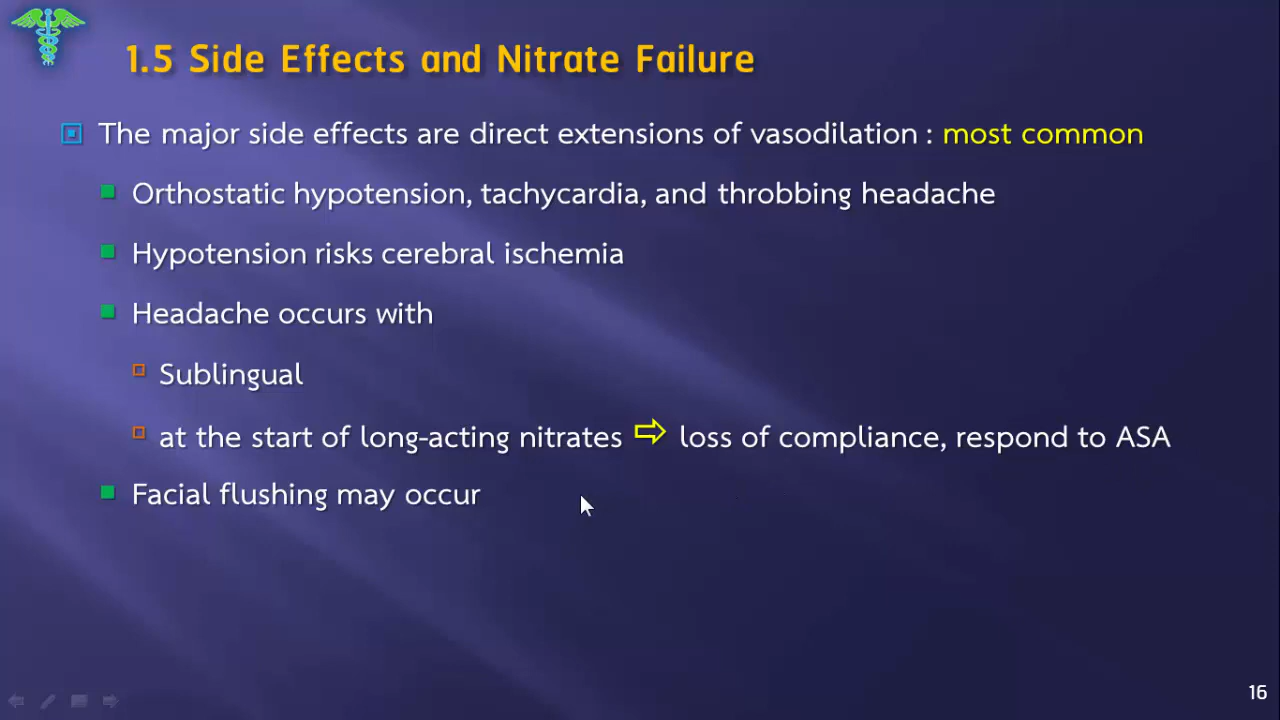 1.5 Side Effects and Nitrate Failure
The major side effects are direct extensions of vasodilation : most common
Orthostatic hypotension, tachycardia, and throbbing headache
Hypotension risks cerebral ischemia
Headache occurs with
Sublingual
at the start of long-acting nitrates ⇨ loss of compliance, respond to ASA
Facial flushing may occur
16